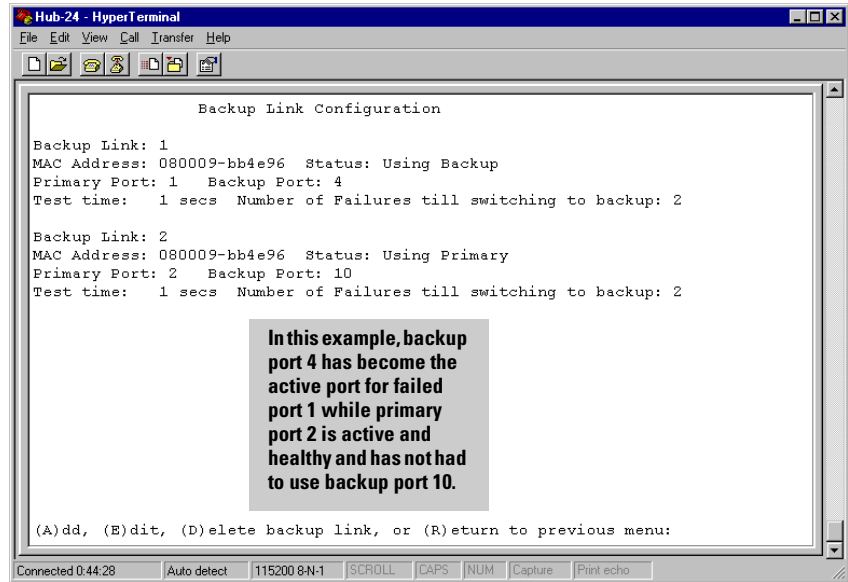 Hub-24 - HyperTerminal
File Edit View Call Transfer Help
Backup Link Configuration
Backup Link: 1
MAC Address: 080009-bb4e96 Status: Using Backup
Primary Port: 1 Backup Port: 4
Test time: 1 secs Number of Failures till switching to backup: 2
Backup Link: 2
MAC Address: 080009-bb4e96 Status: Using Primary
Primary Port: 2 Backup Port: 10
Test time: 1 secs Number of Failures till switching to backup: 2
In this example, backup
port 4 has become the
active port for failed
port 1 while primary
port 2 is active and
healthy and has not had
to use backup port 10.
(A)dd, (E)dit, (D)elete backup link, or (R)eturn to previous menu:
Connected 0:44:28 Auto detect 115200 8-N-1 SCROLL CAPS NUM Capture Print echo